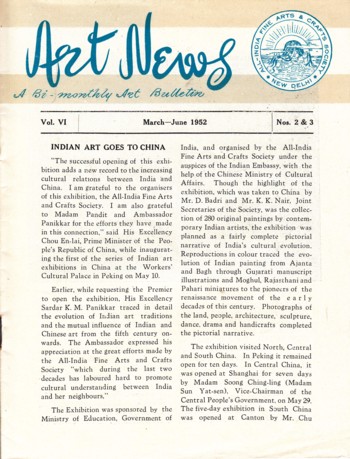 Art News
A Bi-monthly Art Bulletin
ALL-INDIA FINE ARTS & CRAFTS SOCIETY
NEW DELHI
Vol. VI March—June 1952 Nos. 2 & 3
INDIAN ART GOES TO CHINA
"The successful opening of this exhi-
bition adds a new record to the increasing
cultural relations between India and
China. I am grateful to the organisers
of this exhibition, the All-India Fine Arts
and Crafts Society. I am also grateful
to Madam Pandit and Ambassador
Panikkar for the efforts they have made
in this connection," said His Excellency
Chou En-lai, Prime Minister of the Peo-
ple's Republic of China, while inaugurat-
ing the first of the series of Indian art
exhibitions in China at the Workers'
Cultural Palace in Peking on May 10.
Earlier, while requesting the Premier
to open the exhibition, His Excellency
Sardar K. M. Panikkar traced in detail
the evolution of Indian art traditions
and the mutual influence of Indian and
Chinese art from the fifth century on-
wards. The Ambassador expressed his
appreciation at the great efforts made by
the All-India Fine Arts and Crafts
Society "which during the last two
decades has laboured hard to promote
cultural understanding between India
and her neighbours."
The Exhibition was sponsored by the
Ministry of Education, Government of
India, and organised by the All-India
Fine Arts and Crafts Society under the
auspices of the Indian Embassy, with the
help of the Chinese Ministry of Cultural
Affairs. Though the highlight of the
exhibition, which was taken to China by
Mr. D. Badri and Mr. K. K. Nair, Joint
Secretaries of the Society, was the collec-
tion of 280 original paintings by contem-
porary Indian artists, the exhibition was
planned as a fairly complete pictorial
narrative of India's cultural evolution.
Reproductions in colour traced the evo-
lution of Indian painting from Ajanta
and Bagh through Gujarati manuscript
illustrations and Moghul, Rajasthani and
Pahari miniatures to the pioneers of the
renaissance movement of the early
decades of this century. Photographs of
the land, people, architecture, sculpture,
dance, drama and handicrafts completed
the pictorial narrative.
The exhibition visited North, Central
and South China. In Peking it remained
open for ten days. In Central China, it
was opened at Shanghai for seven days
by Madam Soong Ching-ling (Madam
Sun Yat-sen), Vice-Chairman of the
Central People's Government, on May 29.
The five-day exhibition in South China
was opened at Canton by Mr. Chu